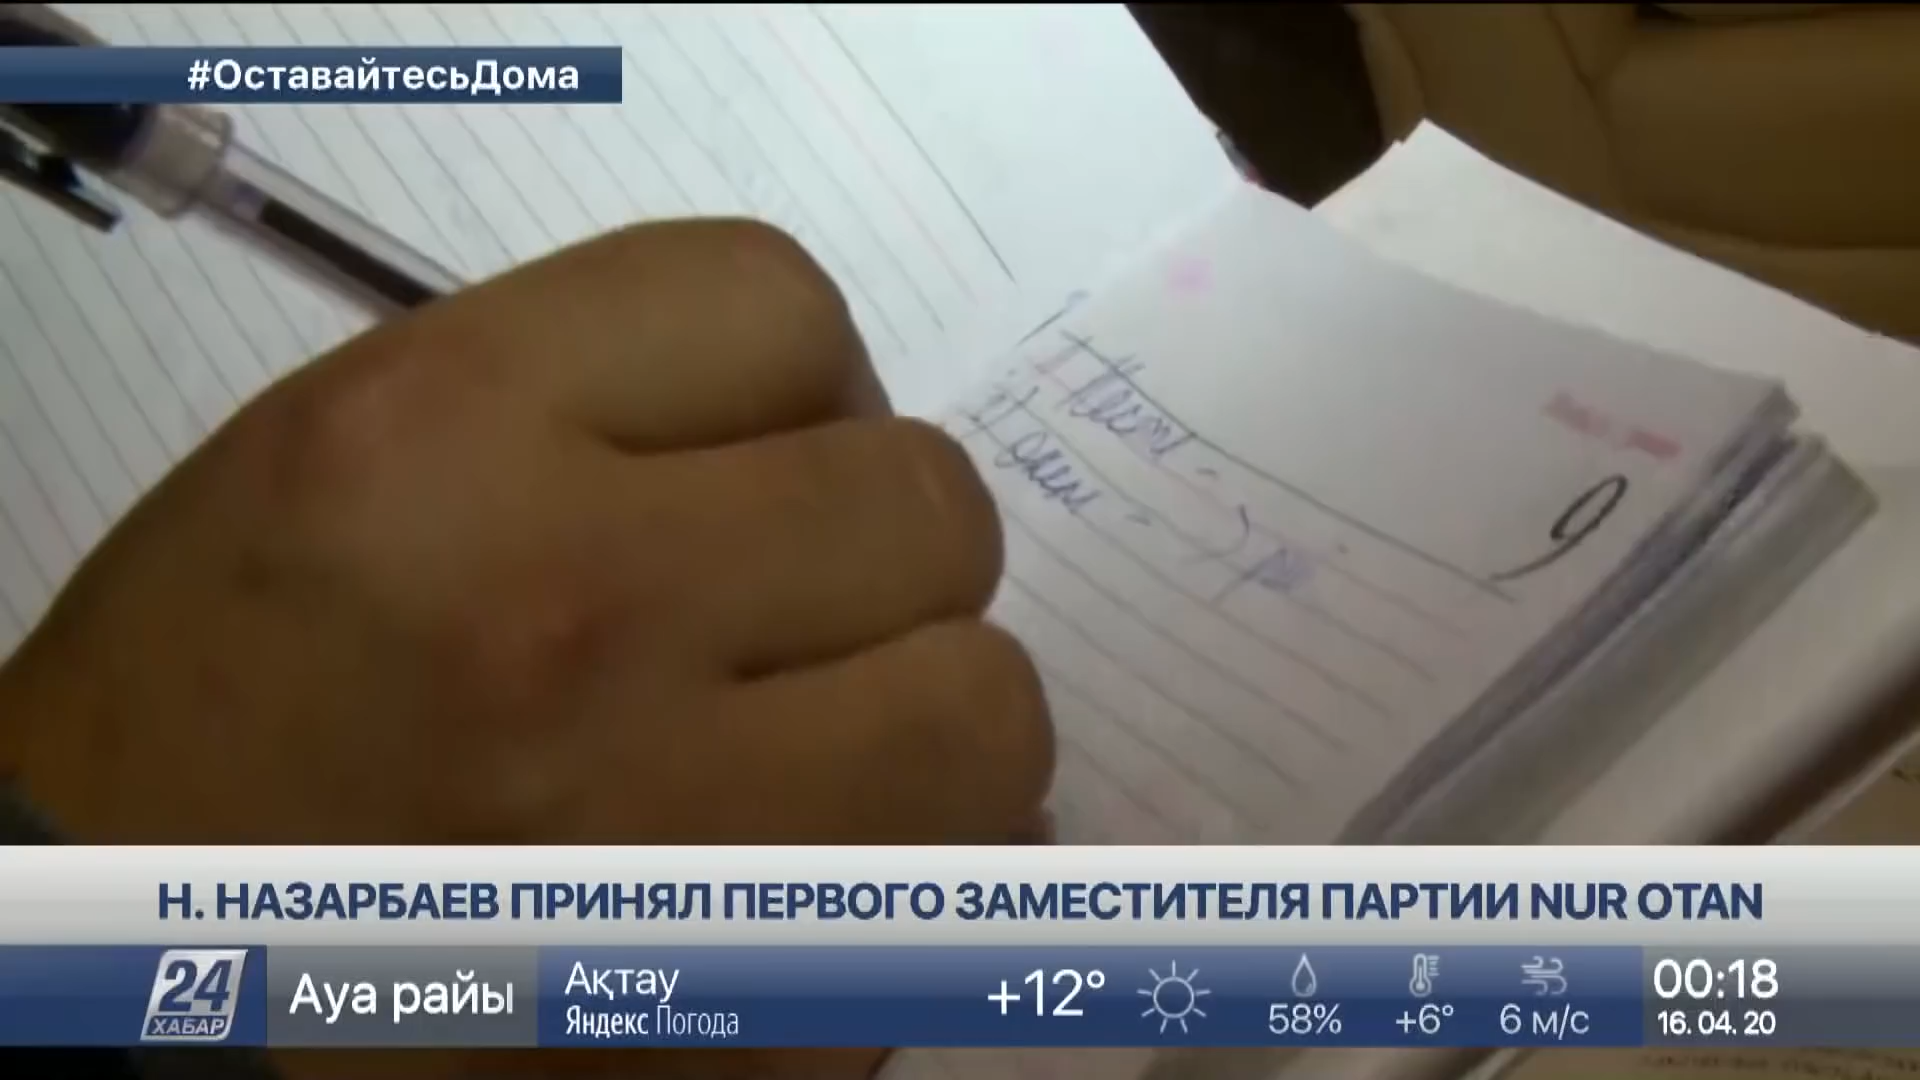 #ОставайтесьДома
Н. НАЗАРБАЕВ ПРИНЯЛ ПЕРВОГО ЗАМЕСТИТЕЛЯ ПАРТИИ NUR OTAN
24
ХАБАР
Ауа райы
Ақтау
Яндекс Погода
+12°
58%
+6°
6 м/с
00:18
16. 04. 20